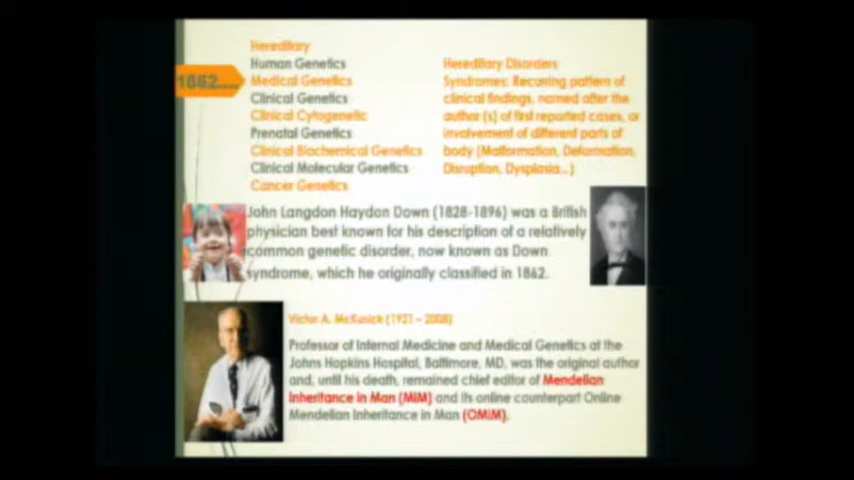 1862.....
Hereditary
Human Genetics
Medical Genetics
Clinical Genetics
Clinical Cytogenetic
Prenatal Genetics
Clinical Biochemical Genetics
Clinical Molecular Genetics
Cancer Genetics
Hereditary Disorders
Syndromes: Recurring pattern of
clinical findings, named after the
author (s) of first reported cases, or
involvement of different parts of
body (Malformation, Deformation,
Disruption, Dysplasia...)
John Langdon Haydon Down (1828-1896) was a British
physician best known for his description of a relatively
common genetic disorder, now known as Down
syndrome, which he originally classified in 1862.
Victor A. McKusick (1921 – 2008)
Professor of Internal Medicine and Medical Genetics at the
Johns Hopkins Hospital, Baltimore, MD, was the original author
and, until his death, remained chief editor of Mendelian
Inheritance in Man (MIM) and its online counterpart Online
Mendelian Inheritance in Man (OMIM).